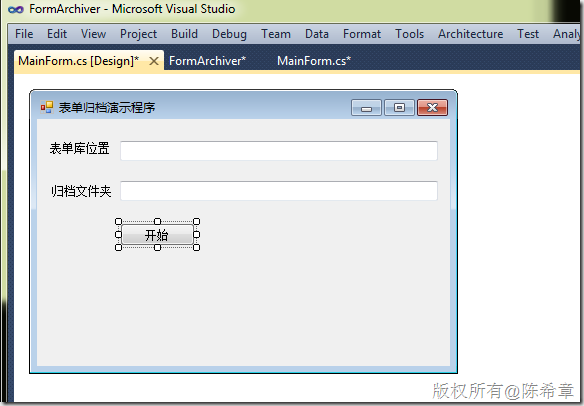 FormArchiver - Microsoft Visual Studio
File Edit View Project Build Debug Team Data Format Tools Architecture Test Analy
MainForm.cs [Design]* FormArchiver* MainForm.cs*
表单归档演示程序
表单库位置
归档文件夹
开始
版权所有@陈希章